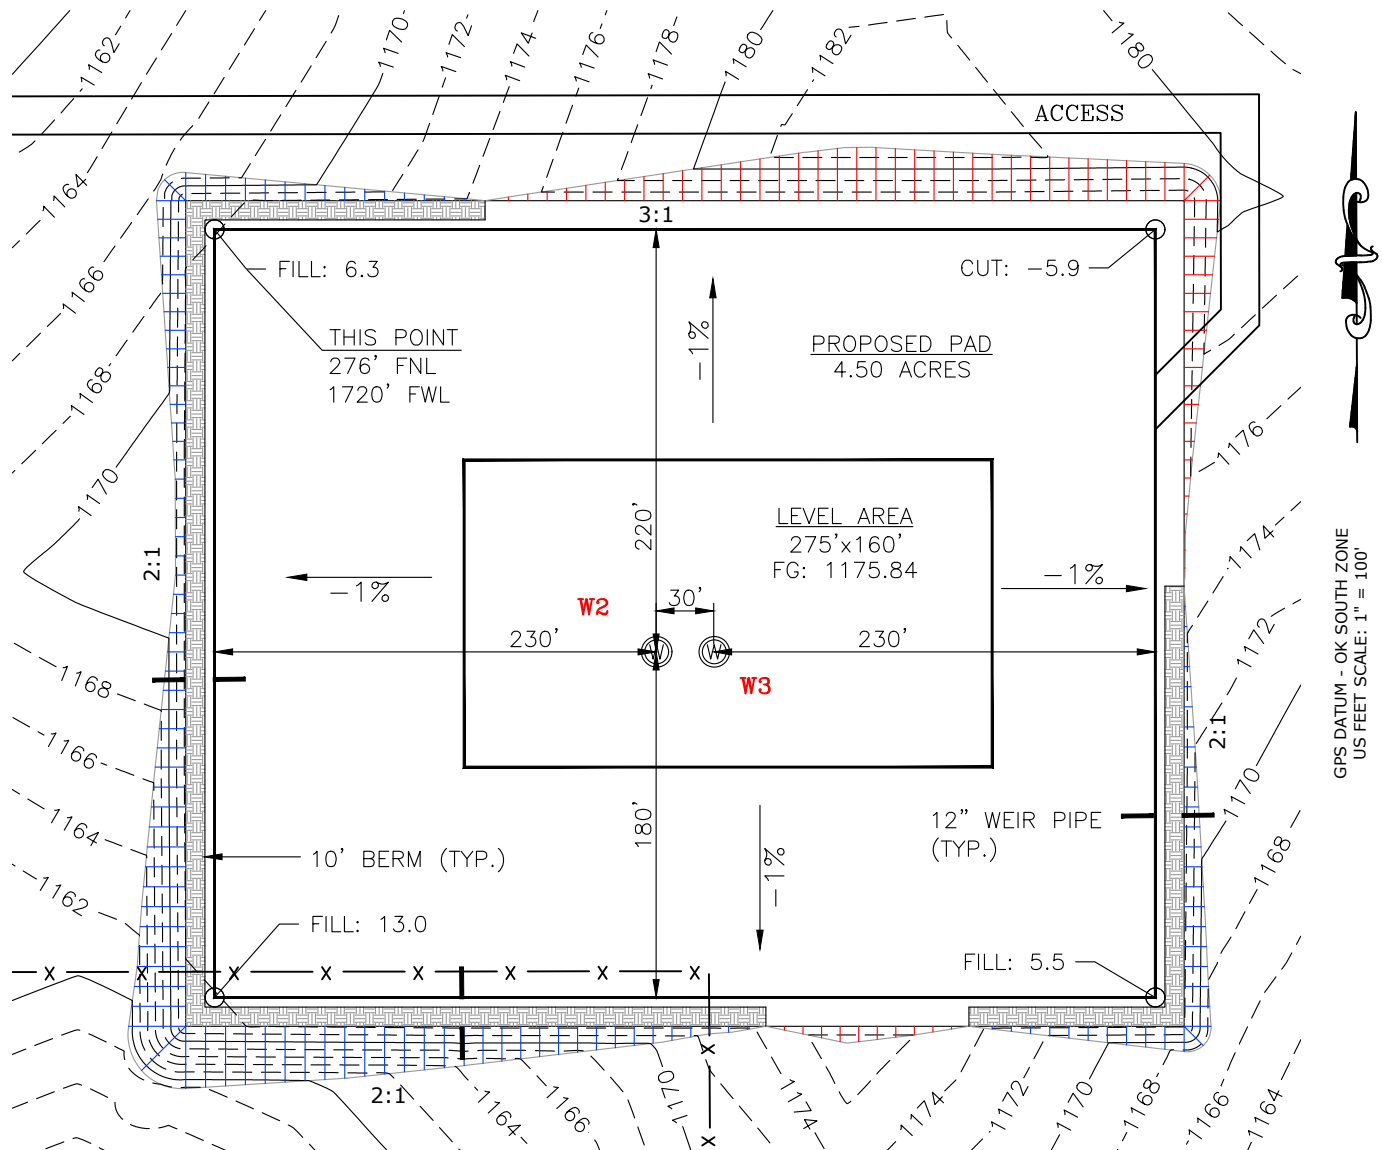 1162
1170
1172
1174
1176
1178
1180
1182
1180
ACCESS
1164
3:1
FILL: 6.3
CUT: -5.9
1166
THIS POINT
276' FNL
1720' FWL
-1%
PROPOSED PAD
4.50 ACRES
1168
1176
1170
220'
LEVEL AREA
275'x160'
FG: 1175.84
1174
2:1
-1%
-1%
30'
W2
230'
230'
W3
1172
1168
GPS DATUM - OK SOUTH ZONE
US FEET SCALE: 1" = 100'
2:1
1166
1170
1164
180'
12" WEIR PIPE
(TYP.)
10' BERM (TYP.)
-1%
1168
1162
FILL: 13.0
FILL: 5.5
X X X X X X X X
X
X
2:1
1164
1166
1170
1174
1174
1172
1170
1168
1166
1164
W
W